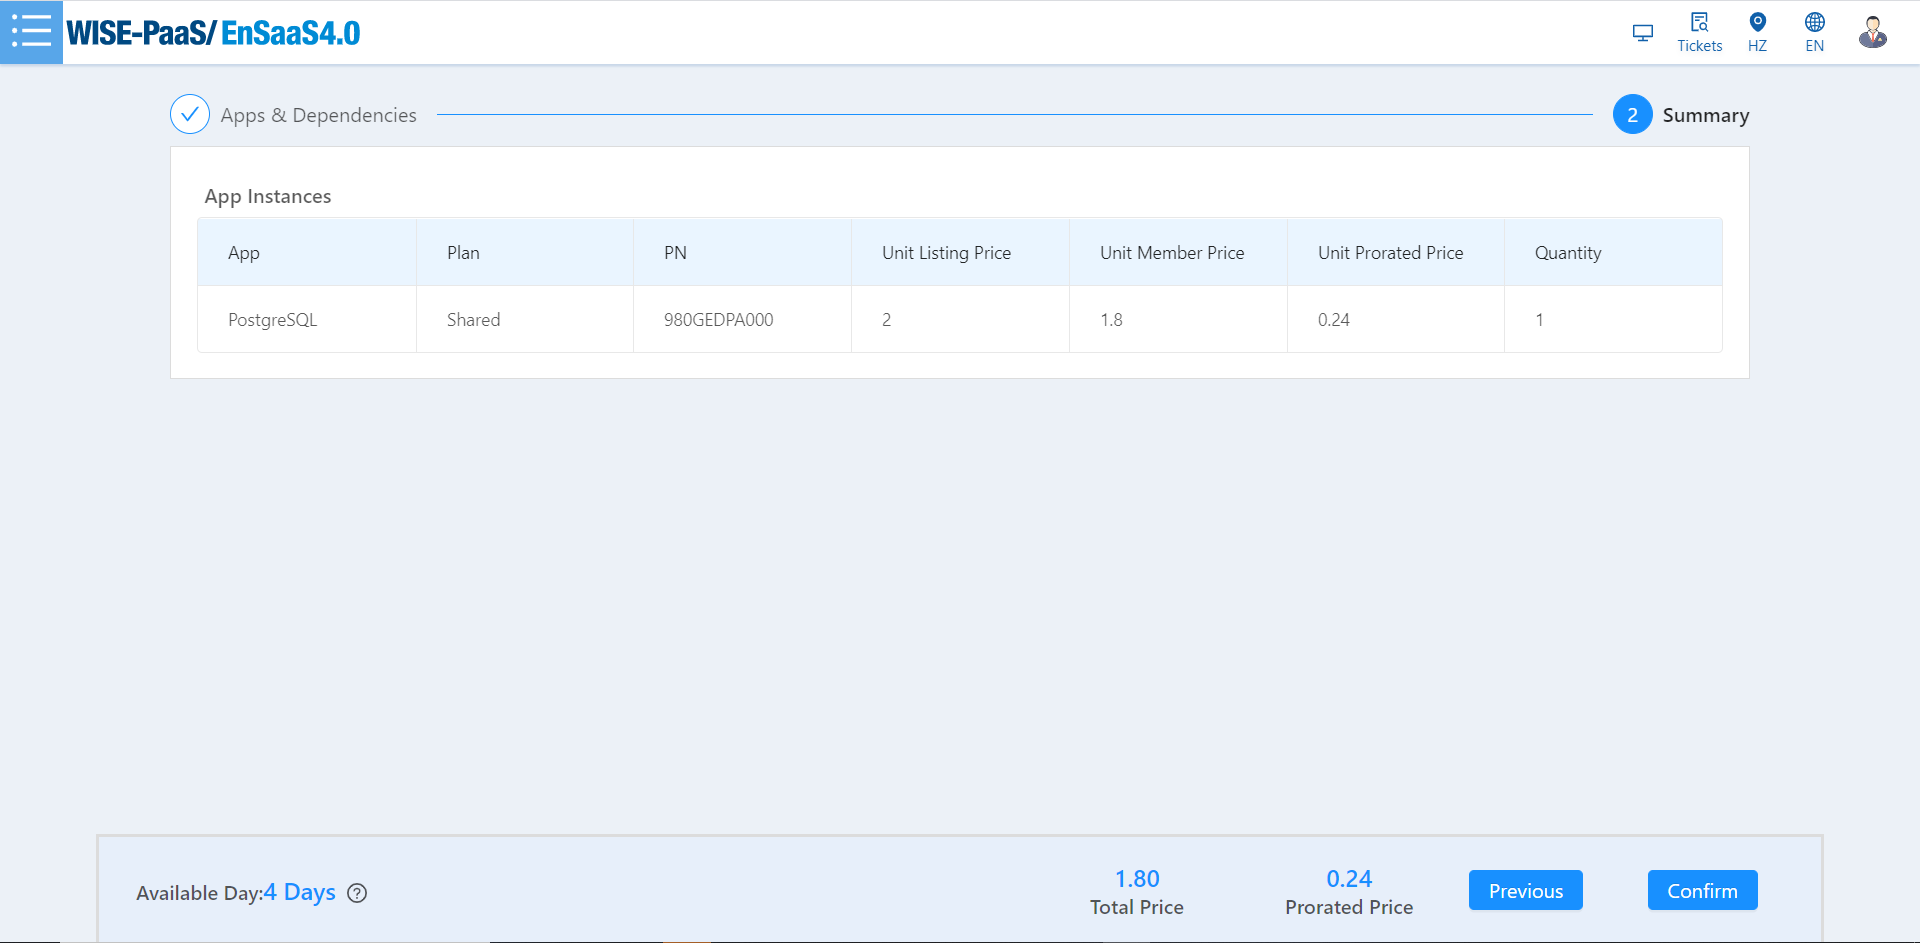 WISE-PaaS/ EnSaaS4.0
Tickets
HZ
EN
Apps & Dependencies
2 Summary
App Instances
App Plan PN Unit Listing Price Unit Member Price Unit Prorated Price Quantity
PostgreSQL Shared 980GEDPA000 2 1.8 0.24 1
Available Day:4 Days ?
1.80
Total Price
0.24
Prorated Price
Previous
Confirm